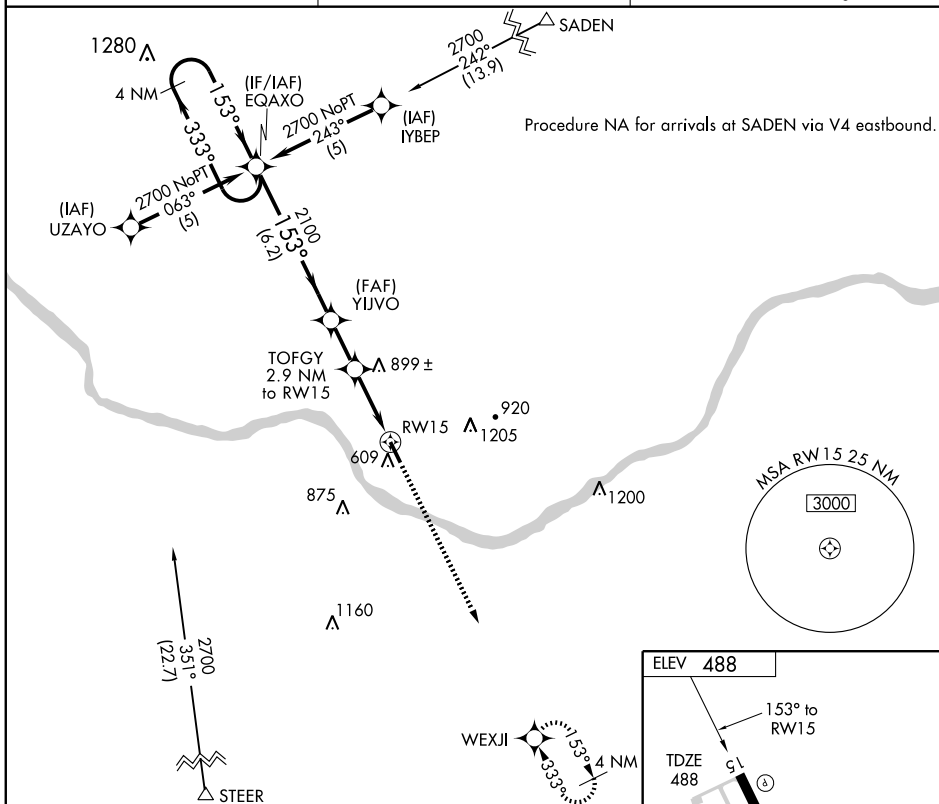 1280
4 NM
153°
333°
(IF/IAF)
EQAXO
2700 NoPT
243°
(5)
(IAF)
IYBEP
2700
242°
(13.9)
SADEN
Procedure NA for arrivals at SADEN via V4 eastbound.
(IAF)
UZAYO
2700 NoPT
063°
(5)
2100
153°
(6.2)
(FAF)
YIJVO
TOFGY
2.9 NM
to RW15
899 ±
RW15
920
1205
609
875
1200
MSA RW15 25 NM
3000
1160
2700
351°
(22.7)
STEER
WEXJI
153°
333°
4 NM
ELEV 488
153° to
RW15
TDZE
488
15
P